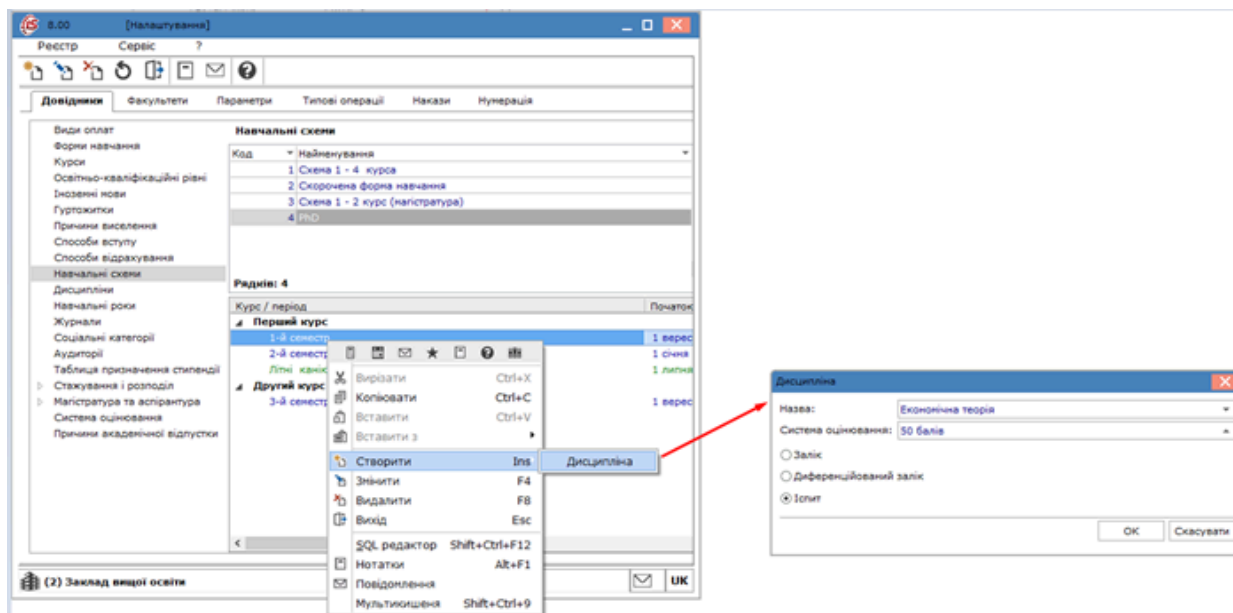 8.00 [Налаштування]
Реєстр Сервіс ?
Довідники Факультети Параметри Типові операції Накази Нумерація
Види оплат
Форми навчання
Курси
Освітньо-кваліфікаційні рівні
Іноземні мови
Гуртожитки
Причини виселення
Способи вступу
Способи відрахування
Навчальні схеми
Дисципліни
Навчальні роки
Журнали
Соціальні категорії
Аудиторії
Таблиця призначення стипендії
Стажування і розподіл
Магістратура та аспірантура
Система оцінювання
Причини академічної відпустки
Навчальні схеми
Код Найменування
1 Схема 1 - 4 курса
2 Скорочена форма навчання
3 Схема 1 - 2 курс (магістратура)
4 PhD
Рядків: 4
Курс / період Початок
Перший курс
1-й семестр 1 верес
2-й семестр 1 січня
Літні канік 1 липня
Другий курс
3-й семестр 1 верес
Вирізати Ctrl+X
Копіювати Ctrl+C
Вставити Ctrl+V
Вставити з
Створити Ins
Змінити F4
Видалити F8
Вихід Esc
SQL редактор Shift+Ctrl+F12
Нотатки Alt+F1
Повідомлення
Мультикишеня Shift+Ctrl+9
Дисципліна
(2) Заклад вищої освіти UK
Дисципліна
Назва: Економічна теорія
Система оцінювання: 50 балів
Залік
Диференційований залік
Іспит
OK Скасувати